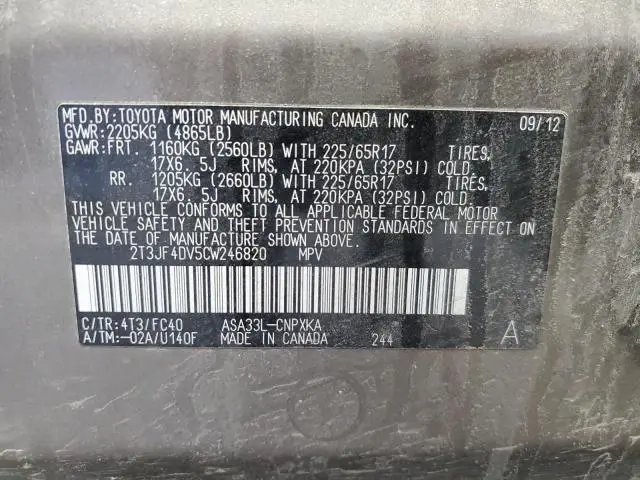 MFD.BY:TOYOTA MOTOR MANUFACTURING CANADA INC. 09/12
GVWR:2205KG (4865LB)
GAWR:FRT. 1160KG (2560LB) WITH 225/65R17 TIRES,
17X6. 5J RIMS, AT 220KPA (32PSI) COLD.
RR. 1205KG (2660LB) WITH 225/65R17 TIRES,
17X6. 5J RIMS, AT 220KPA (32PSI) COLD.
THIS VEHICLE CONFORMS TO ALL APPLICABLE FEDERAL MOTOR
VEHICLE SAFETY AND THEFT PREVENTION STANDARDS IN EFFECT
ON THE DATE OF MANUFACTURE SHOWN ABOVE.
2T3JF4DV5CW246820 MPV
C/TR:4T3/FC40 ASA33L-CNPXKA
A/TM:-02A/U140F MADE IN CANADA 244 A